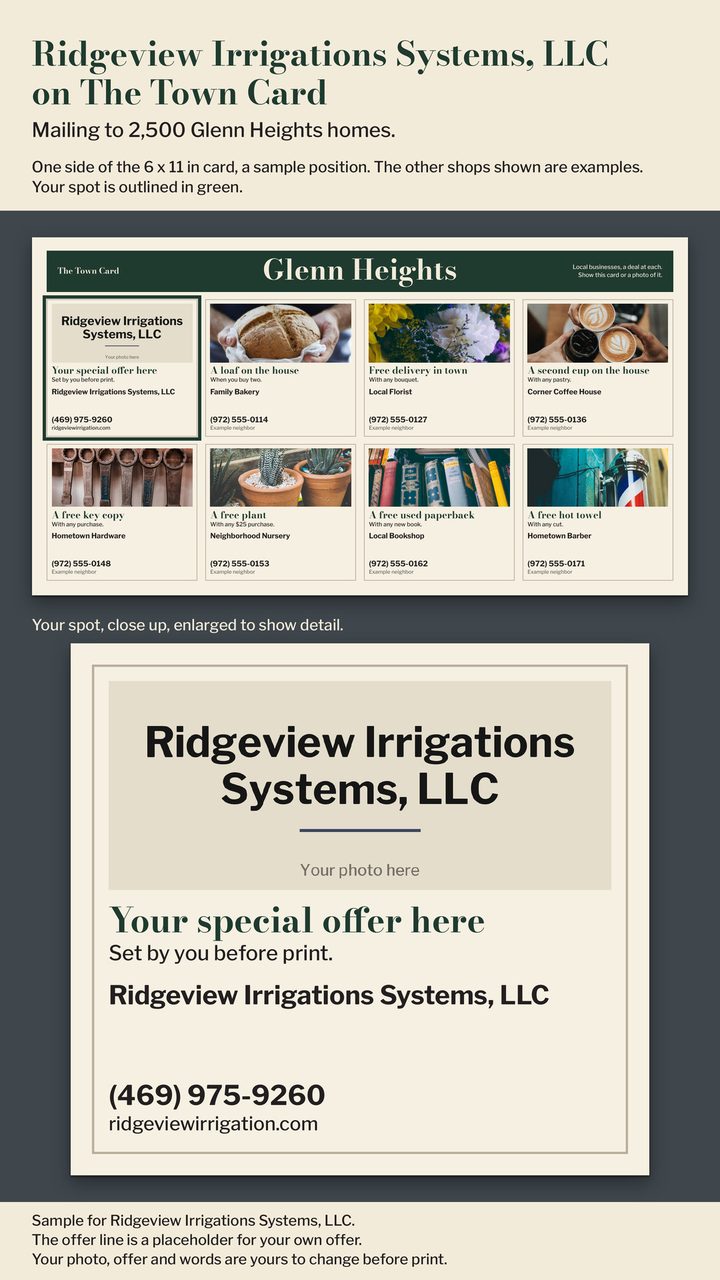 Ridgeview Irrigations Systems, LLC
on The Town Card
Mailing to 2,500 Glenn Heights homes.
One side of the 6 x 11 in card, a sample position. The other shops shown are examples.
Your spot is outlined in green.
The Town Card
Glenn Heights
Local businesses, a deal at each.
Show this card or a photo of it.
Ridgeview Irrigations
Systems, LLC
Your photo here
Your special offer here
Set by you before print.
Ridgeview Irrigations Systems, LLC
(469) 975-9260
ridgeviewirrigation.com
A loaf on the house
When you buy two.
Family Bakery
(972) 555-0114
Example neighbor
Free delivery in town
With any bouquet.
Local Florist
(972) 555-0127
Example neighbor
A second cup on the house
With any pastry.
Corner Coffee House
(972) 555-0136
Example neighbor
A free key copy
With any purchase.
Hometown Hardware
(972) 555-0148
Example neighbor
A free plant
With any $25 purchase.
Neighborhood Nursery
(972) 555-0153
Example neighbor
A free used paperback
With any new book.
Local Bookshop
(972) 555-0162
Example neighbor
A free hot towel
With any cut.
Hometown Barber
(972) 555-0171
Example neighbor
Your spot, close up, enlarged to show detail.
Ridgeview Irrigations
Systems, LLC
Your photo here
Your special offer here
Set by you before print.
Ridgeview Irrigations Systems, LLC
(469) 975-9260
ridgeviewirrigation.com
Sample for Ridgeview Irrigations Systems, LLC.
The offer line is a placeholder for your own offer.
Your photo, offer and words are yours to change before print.